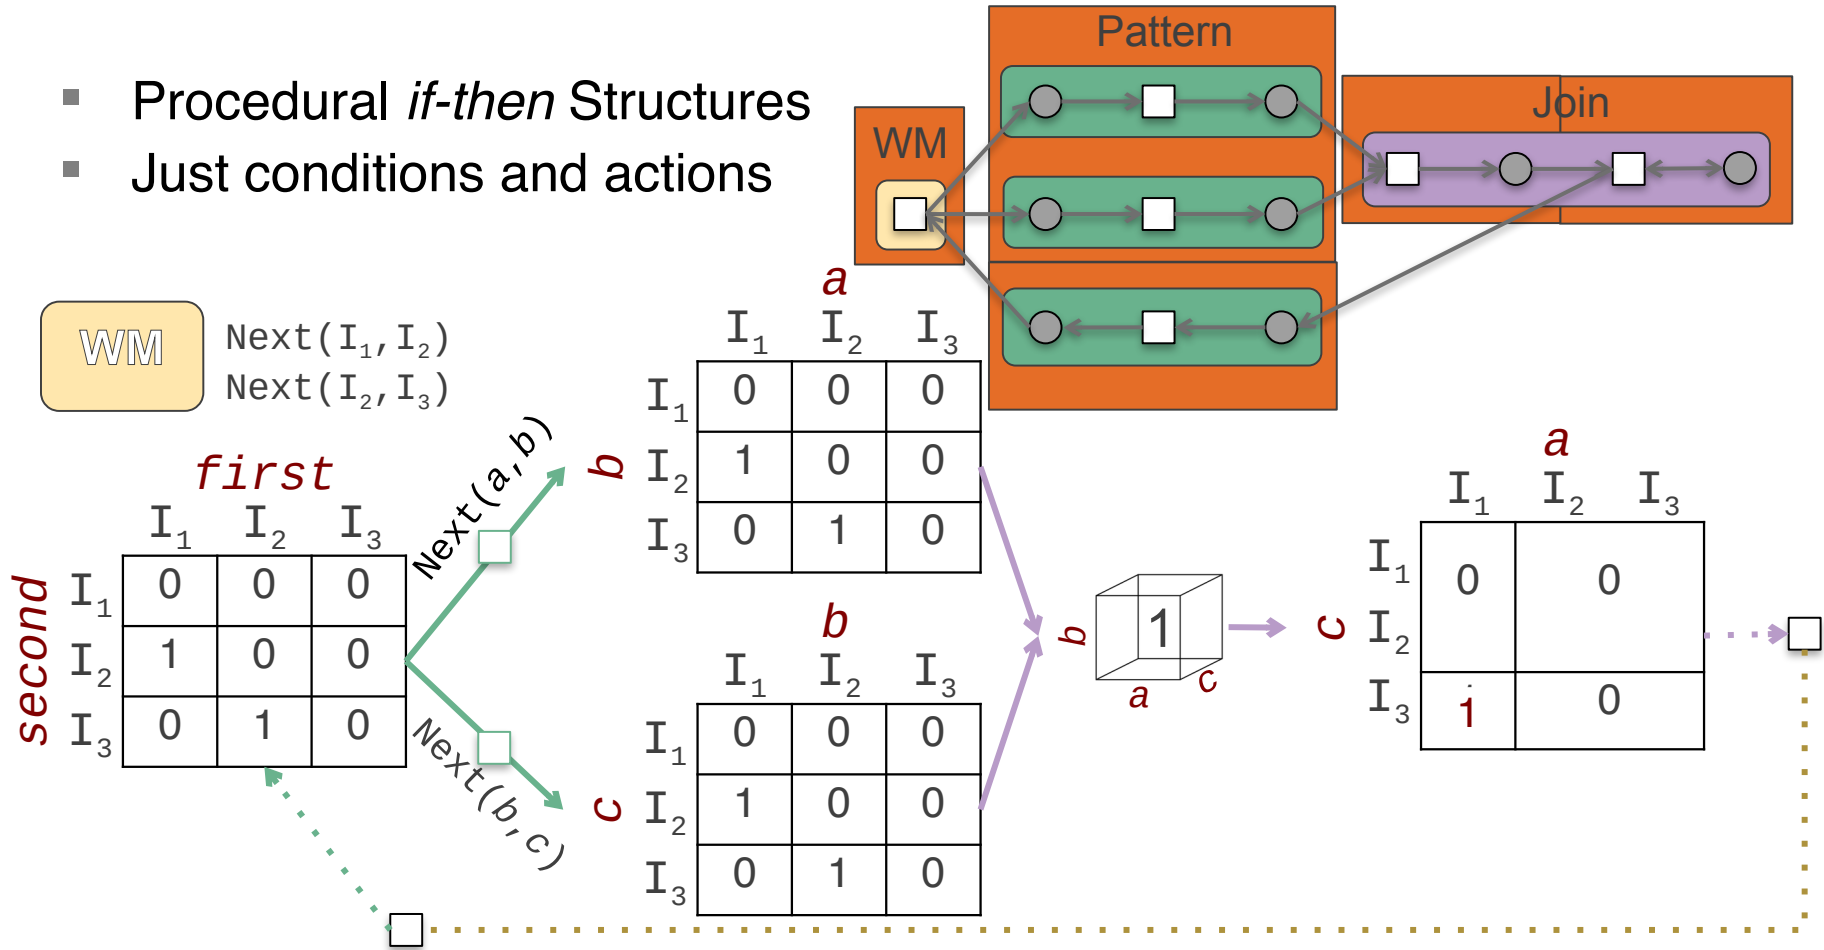 Procedural if-then Structures
Just conditions and actions
Pattern
WM
Join
WM
Next(I₁,I₂)
Next(I₂,I₃)
first
I₁ I₂ I₃
second
I₁ 0 0 0
I₂ 1 0 0
I₃ 0 1 0
Next(a,b)
Next(b,c)
a
I₁ I₂ I₃
b
I₁ 0 0 0
I₂ 1 0 0
I₃ 0 1 0
b
I₁ I₂ I₃
c
I₁ 0 0 0
I₂ 1 0 0
I₃ 0 1 0
b
1
a
c
a
I₁ I₂ I₃
c
I₁ 0 0
I₂
I₃ 1 0